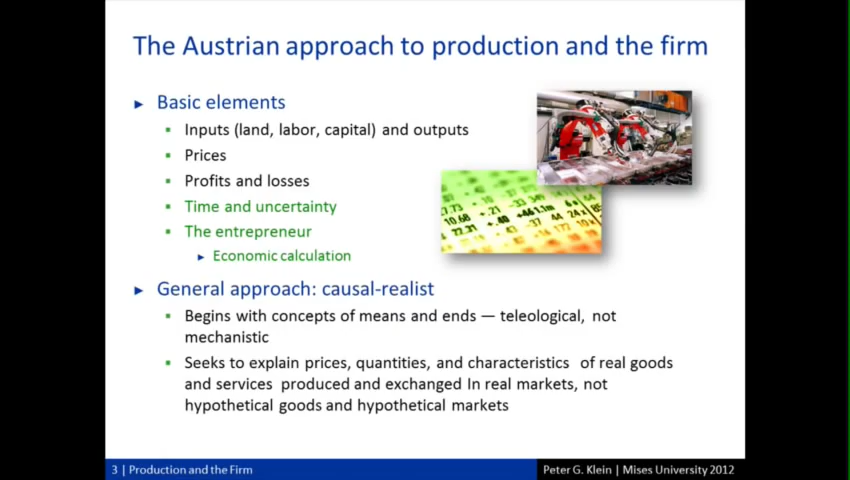 The Austrian approach to production and the firm
► Basic elements
▪ Inputs (land, labor, capital) and outputs
▪ Prices
▪ Profits and losses
▪ Time and uncertainty
▪ The entrepreneur
► Economic calculation
► General approach: causal-realist
▪ Begins with concepts of means and ends — teleological, not
mechanistic
▪ Seeks to explain prices, quantities, and characteristics of real goods
and services produced and exchanged In real markets, not
hypothetical goods and hypothetical markets
3 | Production and the Firm
Peter G. Klein | Mises University 2012